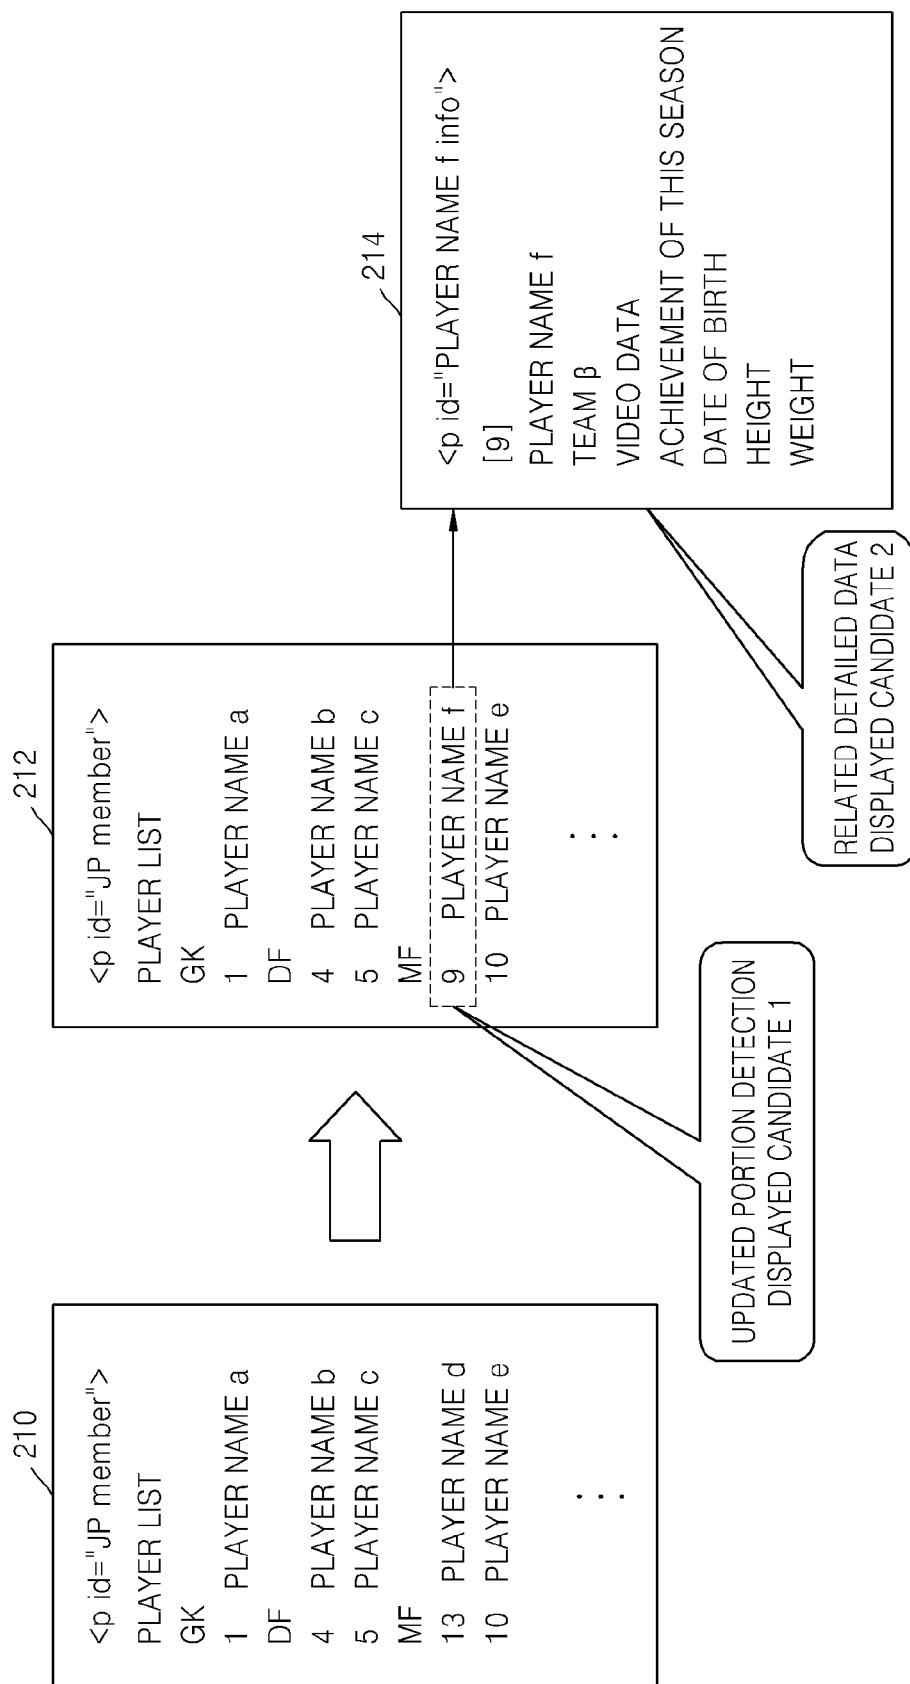 210
<p id="JP member">
PLAYER LIST
GK
1 PLAYER NAME a
DF
4 PLAYER NAME b
5 PLAYER NAME c
MF
13 PLAYER NAME d
10 PLAYER NAME e
...
212
<p id="JP member">
PLAYER LIST
GK
1 PLAYER NAME a
DF
4 PLAYER NAME b
5 PLAYER NAME c
MF
9 PLAYER NAME f
10 PLAYER NAME e
...
UPDATED PORTION DETECTION
DISPLAYED CANDIDATE 1
214
<p id="PLAYER NAME f info">
[9]
PLAYER NAME f
TEAM β
VIDEO DATA
ACHIEVEMENT OF THIS SEASON
DATE OF BIRTH
HEIGHT
WEIGHT
RELATED DETAILED DATA
DISPLAYED CANDIDATE 2